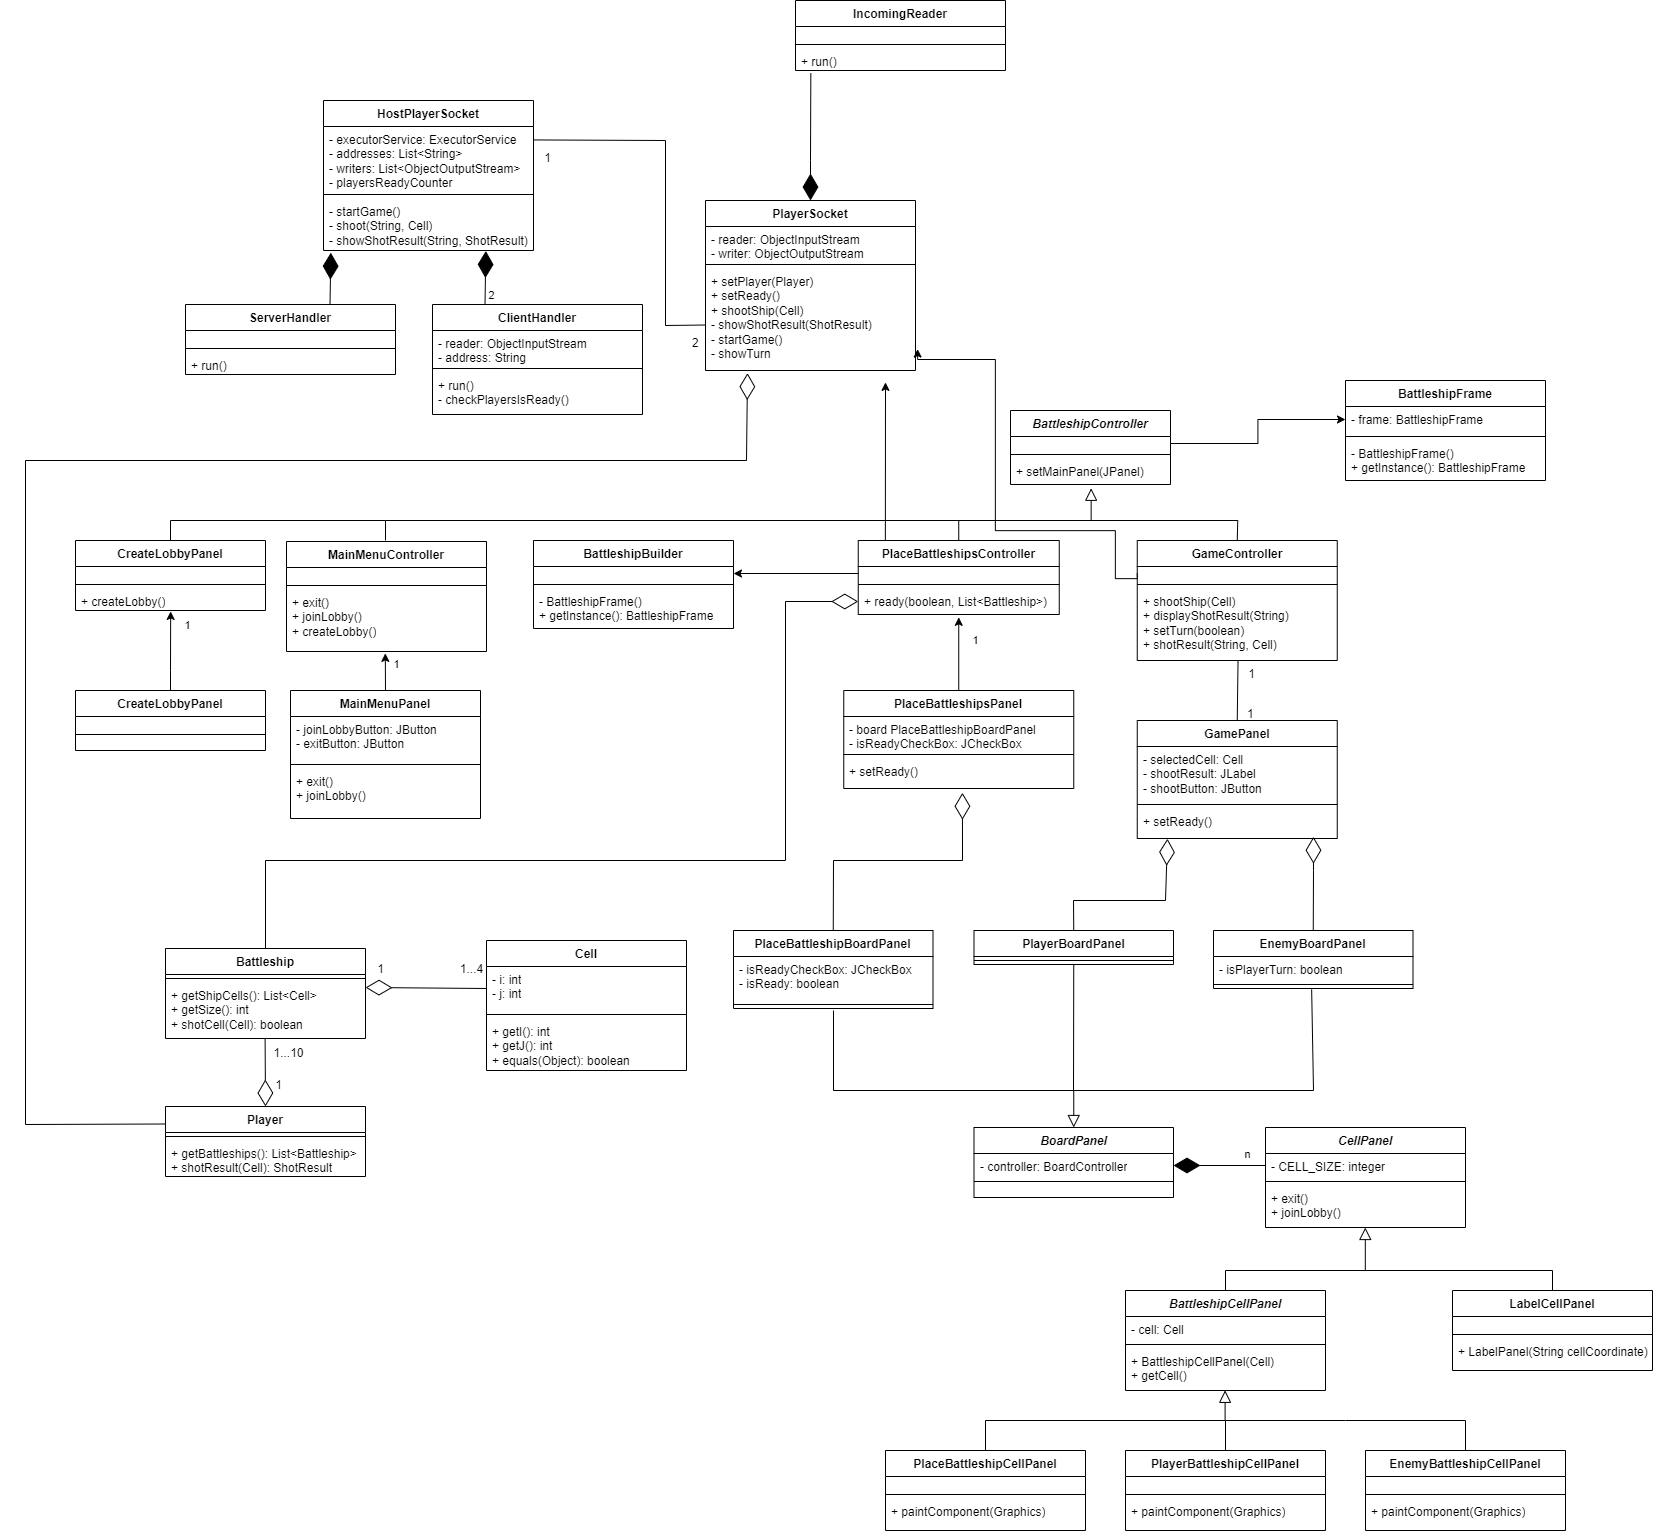 IncomingReader
+ run()
HostPlayerSocket
- executorService: ExecutorService
- addresses: List<String>
- writers: List<ObjectOutputStream>
- playersReadyCounter
- startGame()
- shoot(String, Cell)
- showShotResult(String, ShotResult)
1
PlayerSocket
- reader: ObjectInputStream
- writer: ObjectOutputStream
+ setPlayer(Player)
+ setReady()
+ shootShip(Cell)
- showShotResult(ShotResult)
- startGame()
- showTurn
2
ServerHandler
+ run()
2
ClientHandler
- reader: ObjectInputStream
- address: String
+ run()
- checkPlayersIsReady()
BattleshipController
+ setMainPanel(JPanel)
BattleshipFrame
- frame: BattleshipFrame
- BattleshipFrame()
+ getInstance(): BattleshipFrame
CreateLobbyPanel
+ createLobby()
1
MainMenuController
+ exit()
+ joinLobby()
+ createLobby()
1
BattleshipBuilder
- BattleshipFrame()
+ getInstance(): BattleshipFrame
PlaceBattleshipsController
+ ready(boolean, List<Battleship>)
1
GameController
+ shootShip(Cell)
+ displayShotResult(String)
+ setTurn(boolean)
+ shotResult(String, Cell)
1
1
CreateLobbyPanel
MainMenuPanel
- joinLobbyButton: JButton
- exitButton: JButton
+ exit()
+ joinLobby()
PlaceBattleshipsPanel
- board PlaceBattleshipBoardPanel
- isReadyCheckBox: JCheckBox
+ setReady()
GamePanel
- selectedCell: Cell
- shootResult: JLabel
- shootButton: JButton
+ setReady()
Battleship
+ getShipCells(): List<Cell>
+ getSize(): int
+ shotCell(Cell): boolean
1
1...4
Cell
- i: int
- j: int
+ getI(): int
+ getJ(): int
+ equals(Object): boolean
PlaceBattleshipBoardPanel
- isReadyCheckBox: JCheckBox
- isReady: boolean
PlayerBoardPanel
EnemyBoardPanel
- isPlayerTurn: boolean
1...10
1
Player
+ getBattleships(): List<Battleship>
+ shotResult(Cell): ShotResult
BoardPanel
- controller: BoardController
n
CellPanel
- CELL_SIZE: integer
+ exit()
+ joinLobby()
BattleshipCellPanel
- cell: Cell
+ BattleshipCellPanel(Cell)
+ getCell()
LabelCellPanel
+ LabelPanel(String cellCoordinate)
PlaceBattleshipCellPanel
+ paintComponent(Graphics)
PlayerBattleshipCellPanel
+ paintComponent(Graphics)
EnemyBattleshipCellPanel
+ paintComponent(Graphics)